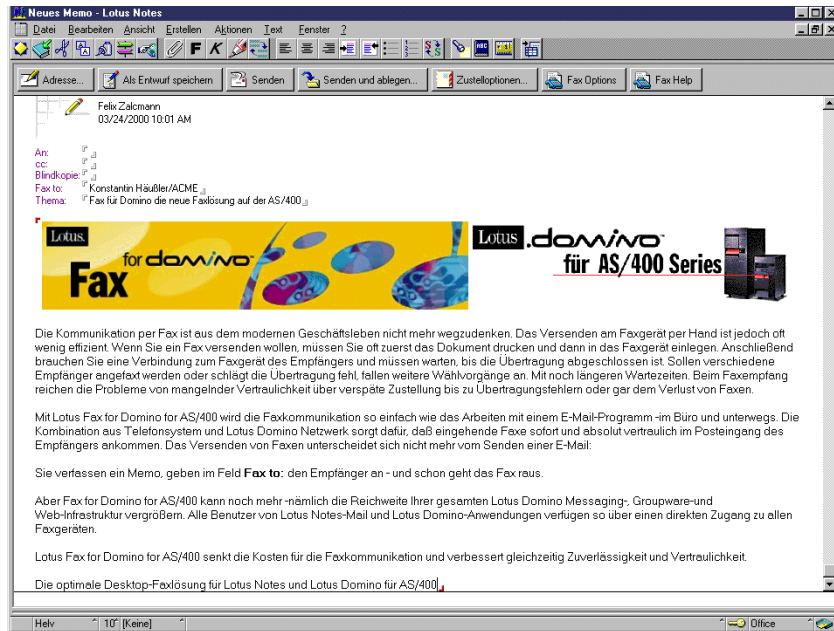 Neues Memo - Lotus Notes
Datei Bearbeiten Ansicht Erstellen Aktionen Text Fenster ?
Adresse... Als Entwurf speichern Senden Senden und ablegen... Zustelloptionen... Fax Options Fax Help
Felix Zalcmann
03/24/2000 10:01 AM
An:
cc:
Blindkopie:
Fax to: Konstantin Häußler/ACME
Thema: Fax für Domino die neue Faxlösung auf der AS/400
Lotus.
for domino™
Fax
Lotus.domino™
für AS/400 Series
Die Kommunikation per Fax ist aus dem modernen Geschäftsleben nicht mehr wegzudenken. Das Versenden am Faxgerät per Hand ist jedoch oft
wenig effizient. Wenn Sie ein Fax versenden wollen, müssen Sie oft zuerst das Dokument drucken und dann in das Faxgerät einlegen. Anschließend
brauchen Sie eine Verbindung zum Faxgerät des Empfängers und müssen warten, bis die Übertragung abgeschlossen ist. Sollen verschiedene
Empfänger angefaxt werden oder schlägt die Übertragung fehl, fallen weitere Wählvorgänge an. Mit noch längeren Wartezeiten. Beim Faxempfang
reichen die Probleme von mangelnder Vertraulichkeit über verspäte Zustellung bis zu Übertragungsfehlern oder gar dem Verlust von Faxen.
Mit Lotus Fax for Domino for AS/400 wird die Faxkommunikation so einfach wie das Arbeiten mit einem E-Mail-Programm -im Büro und unterwegs. Die
Kombination aus Telefonsystem und Lotus Domino Netzwerk sorgt dafür, daß eingehende Faxe sofort und absolut vertraulich im Posteingang des
Empfängers ankommen. Das Versenden von Faxen unterscheidet sich nicht mehr vom Senden einer E-Mail:
Sie verfassen ein Memo, geben im Feld Fax to: den Empfänger an - und schon geht das Fax raus.
Aber Fax for Domino for AS/400 kann noch mehr -nämlich die Reichweite Ihrer gesamten Lotus Domino Messaging-, Groupware-und
Web-Infrastruktur vergrößern. Alle Benutzer von Lotus Notes-Mail und Lotus Domino-Anwendungen verfügen so über einen direkten Zugang zu allen
Faxgeräten.
Lotus Fax for Domino for AS/400 senkt die Kosten für die Faxkommunikation und verbessert gleichzeitig Zuverlässigkeit und Vertraulichkeit.
Die optimale Desktop-Faxlösung für Lotus Notes und Lotus Domino für AS/400
Helv 10 [Keine] Office